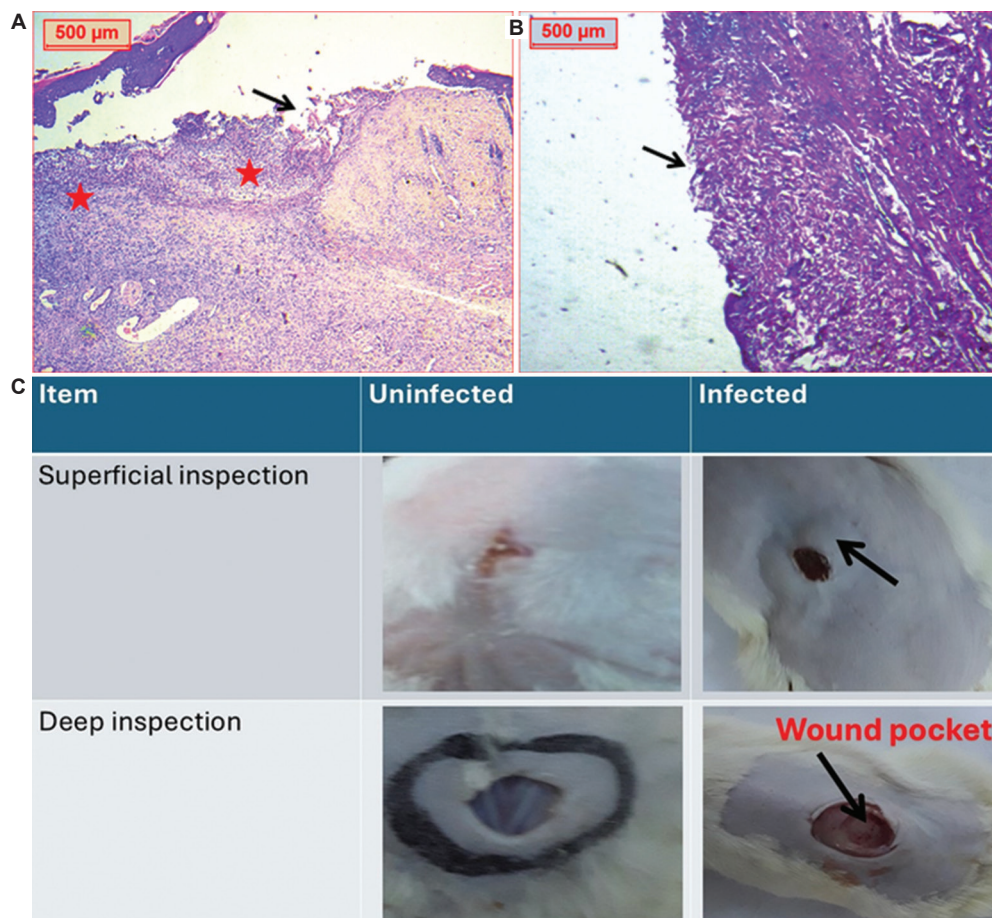 A
500 µm
B
500 µm
C
Item
Uninfected
Infected
Superficial inspection
Deep inspection
Wound pocket